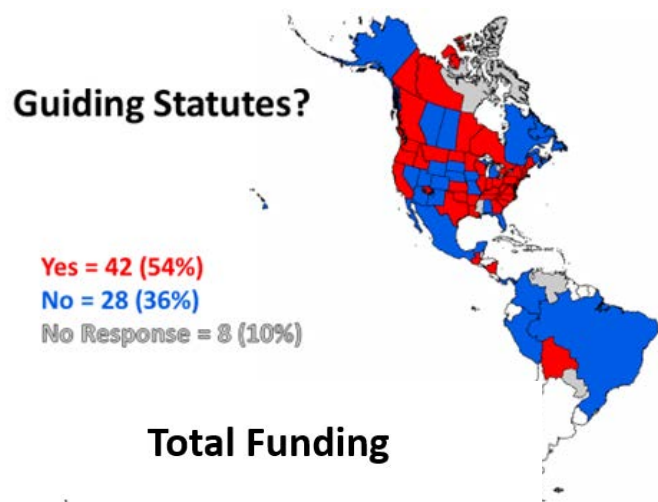 Guiding Statutes?
Yes = 42 (54%)
No = 28 (36%)
No Response = 8 (10%)
Total Funding